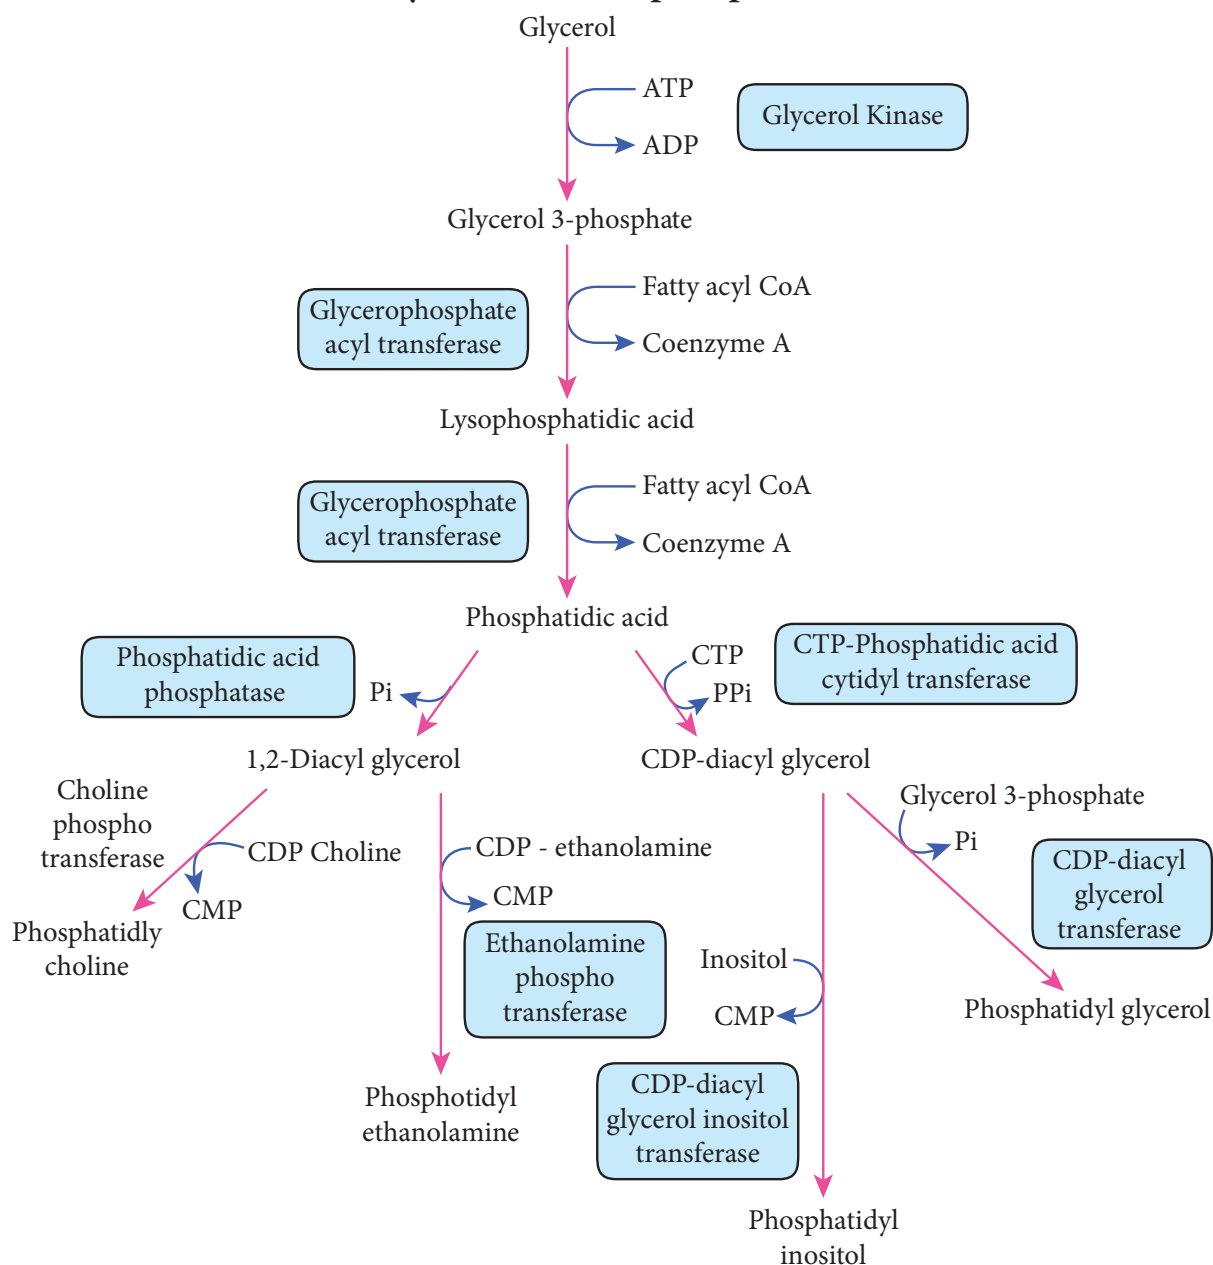 Glycerol
ATP
Glycerol Kinase
ADP
Glycerol 3-phosphate
Fatty acyl CoA
Glycerophosphate
acyl transferase
Coenzyme A
Lysophosphatidic acid
Fatty acyl CoA
Glycerophosphate
acyl transferase
Coenzyme A
Phosphatidic acid
Phosphatidic acid
phosphatase
Pi
CTP
PPi
CTP-Phosphatidic acid
cytidyl transferase
1,2-Diacyl glycerol
CDP-diacyl glycerol
Choline
phospho
transferase
CDP Choline
CMP
Phosphatidly
choline
CDP - ethanolamine
CMP
Ethanolamine
phospho
transferase
Phosphotidyl
ethanolamine
Glycerol 3-phosphate
Pi
CDP-diacyl
glycerol
transferase
Phosphatidyl glycerol
Inositol
CMP
CDP-diacyl
glycerol inositol
transferase
Phosphatidyl
inositol